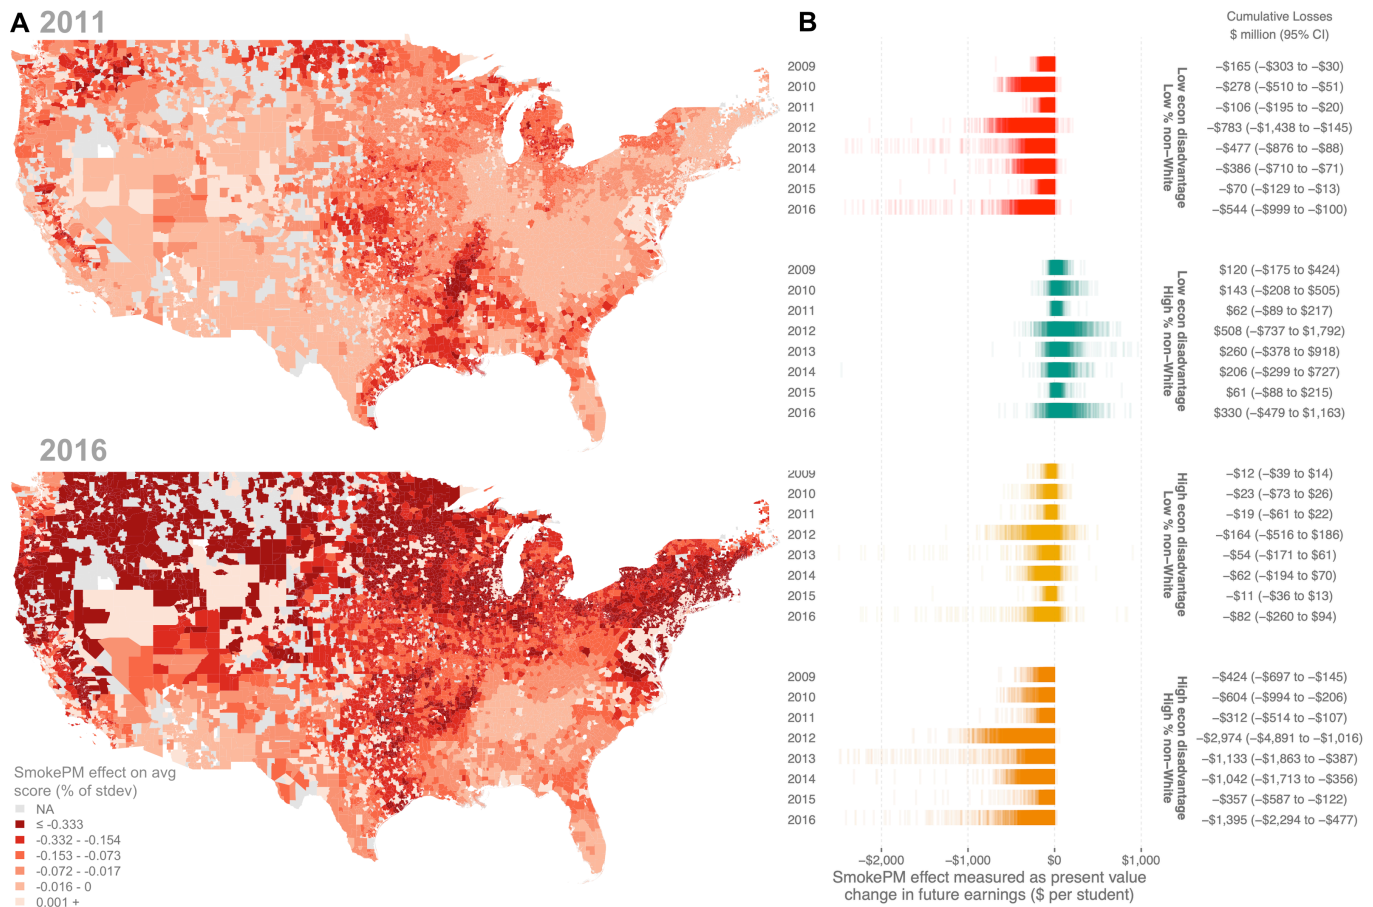 A 2011
B
Cumulative Losses
$ million (95% CI)
2009 −$165 (−$303 to −$30)
2010 −$278 (−$510 to −$51)
2011 −$106 (−$195 to −$20)
2012 −$783 (−$1,438 to −$145)
2013 −$477 (−$876 to −$88)
2014 −$386 (−$710 to −$71)
2015 −$70 (−$129 to −$13)
2016 −$544 (−$999 to −$100)
Low econ disadvantage
Low % non−White
2009 $120 (−$175 to $424)
2010 $143 (−$208 to $505)
2011 $62 (−$89 to $217)
2012 $508 (−$737 to $1,792)
2013 $260 (−$378 to $918)
2014 $206 (−$299 to $727)
2015 $61 (−$88 to $215)
2016 $330 (−$479 to $1,163)
Low econ disadvantage
High % non−White
2016
2009 −$12 (−$39 to $14)
2010 −$23 (−$73 to $26)
2011 −$19 (−$61 to $22)
2012 −$164 (−$516 to $186)
2013 −$54 (−$171 to $61)
2014 −$62 (−$194 to $70)
2015 −$11 (−$36 to $13)
2016 −$82 (−$260 to $94)
High econ disadvantage
Low % non−White
2009 −$424 (−$697 to −$145)
2010 −$604 (−$994 to −$206)
2011 −$312 (−$514 to −$107)
2012 −$2,974 (−$4,891 to −$1,016)
2013 −$1,133 (−$1,863 to −$387)
2014 −$1,042 (−$1,713 to −$356)
2015 −$357 (−$587 to −$122)
2016 −$1,395 (−$2,294 to −$477)
High econ disadvantage
High % non−White
SmokePM effect on avg
score (% of stdev)
NA
≤ -0.333
-0.332 - -0.154
-0.153 - -0.073
-0.072 - -0.017
-0.016 - 0
0.001 +
−$2,000 −$1,000 $0 $1,000
SmokePM effect measured as present value
change in future earnings ($ per student)